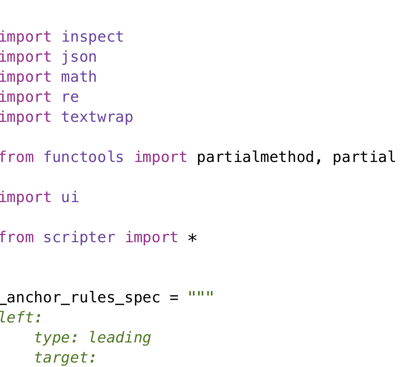 import inspect
import json
import math
import re
import textwrap
from functools import partialmethod, partial
import ui
from scripter import *
_anchor_rules_spec = """
left:
type: leading
target: